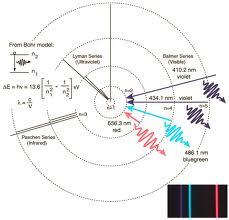 From Bohr model:
n₂
hν
n₁
ΔE = hν = 13.6 [ 1/n₁² - 1/n₂² ] eV
λ = c/ν
Lyman Series
(Ultraviolet)
Balmer Series
(Visible)
410.2 nm
violet
434.1 nm
violet
n=2
n=1
n=3
n=4
n=5
Paschen Series
(Infrared)
656.3 nm
red
486.1 nm
bluegreen